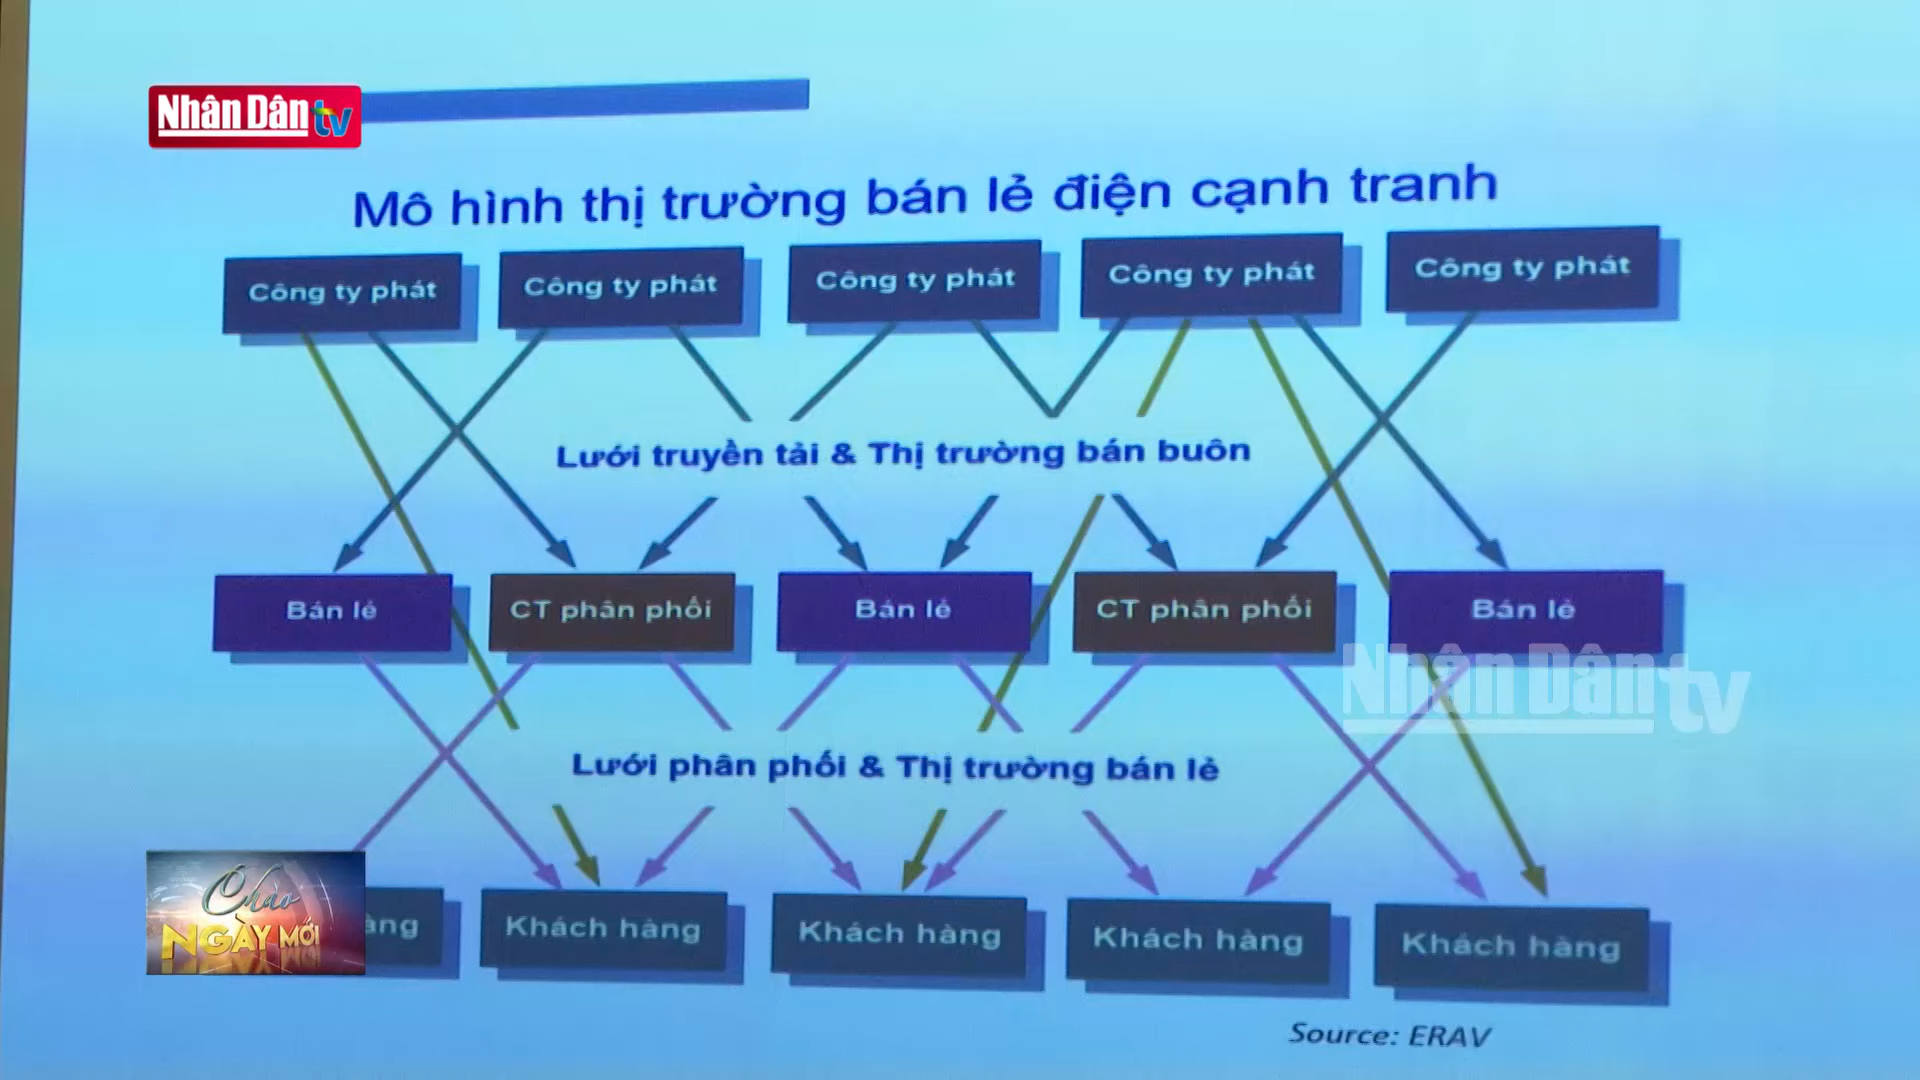 Nhân Dân tv
Mô hình thị trường bán lẻ điện cạnh tranh
Công ty phát
Công ty phát
Công ty phát
Công ty phát
Công ty phát
Lưới truyền tải & Thị trường bán buôn
Bán lẻ
CT phân phối
Bán lẻ
CT phân phối
Bán lẻ
Nhân Dân tv
Lưới phân phối & Thị trường bán lẻ
Chào
NGÀY MỚI
Khách hàng
Khách hàng
Khách hàng
Khách hàng
Source: ERAV